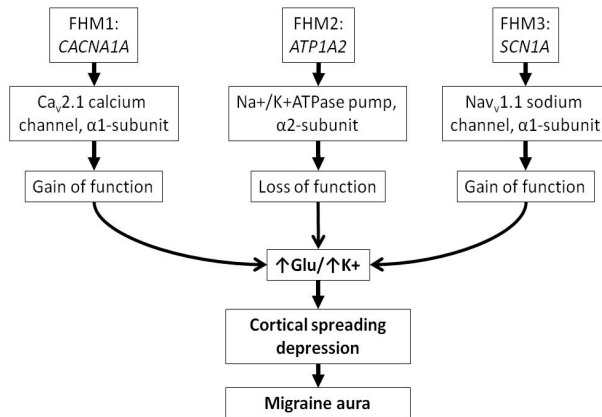 FHM1:
CACNA1A
FHM2:
ATP1A2
FHM3:
SCN1A
Caᵥ2.1 calcium
channel, α1-subunit
Na+/K+ATPase pump,
α2-subunit
Navᵥ1.1 sodium
channel, α1-subunit
Gain of function
Loss of function
Gain of function
↑Glu/↑K+
Cortical spreading
depression
Migraine aura